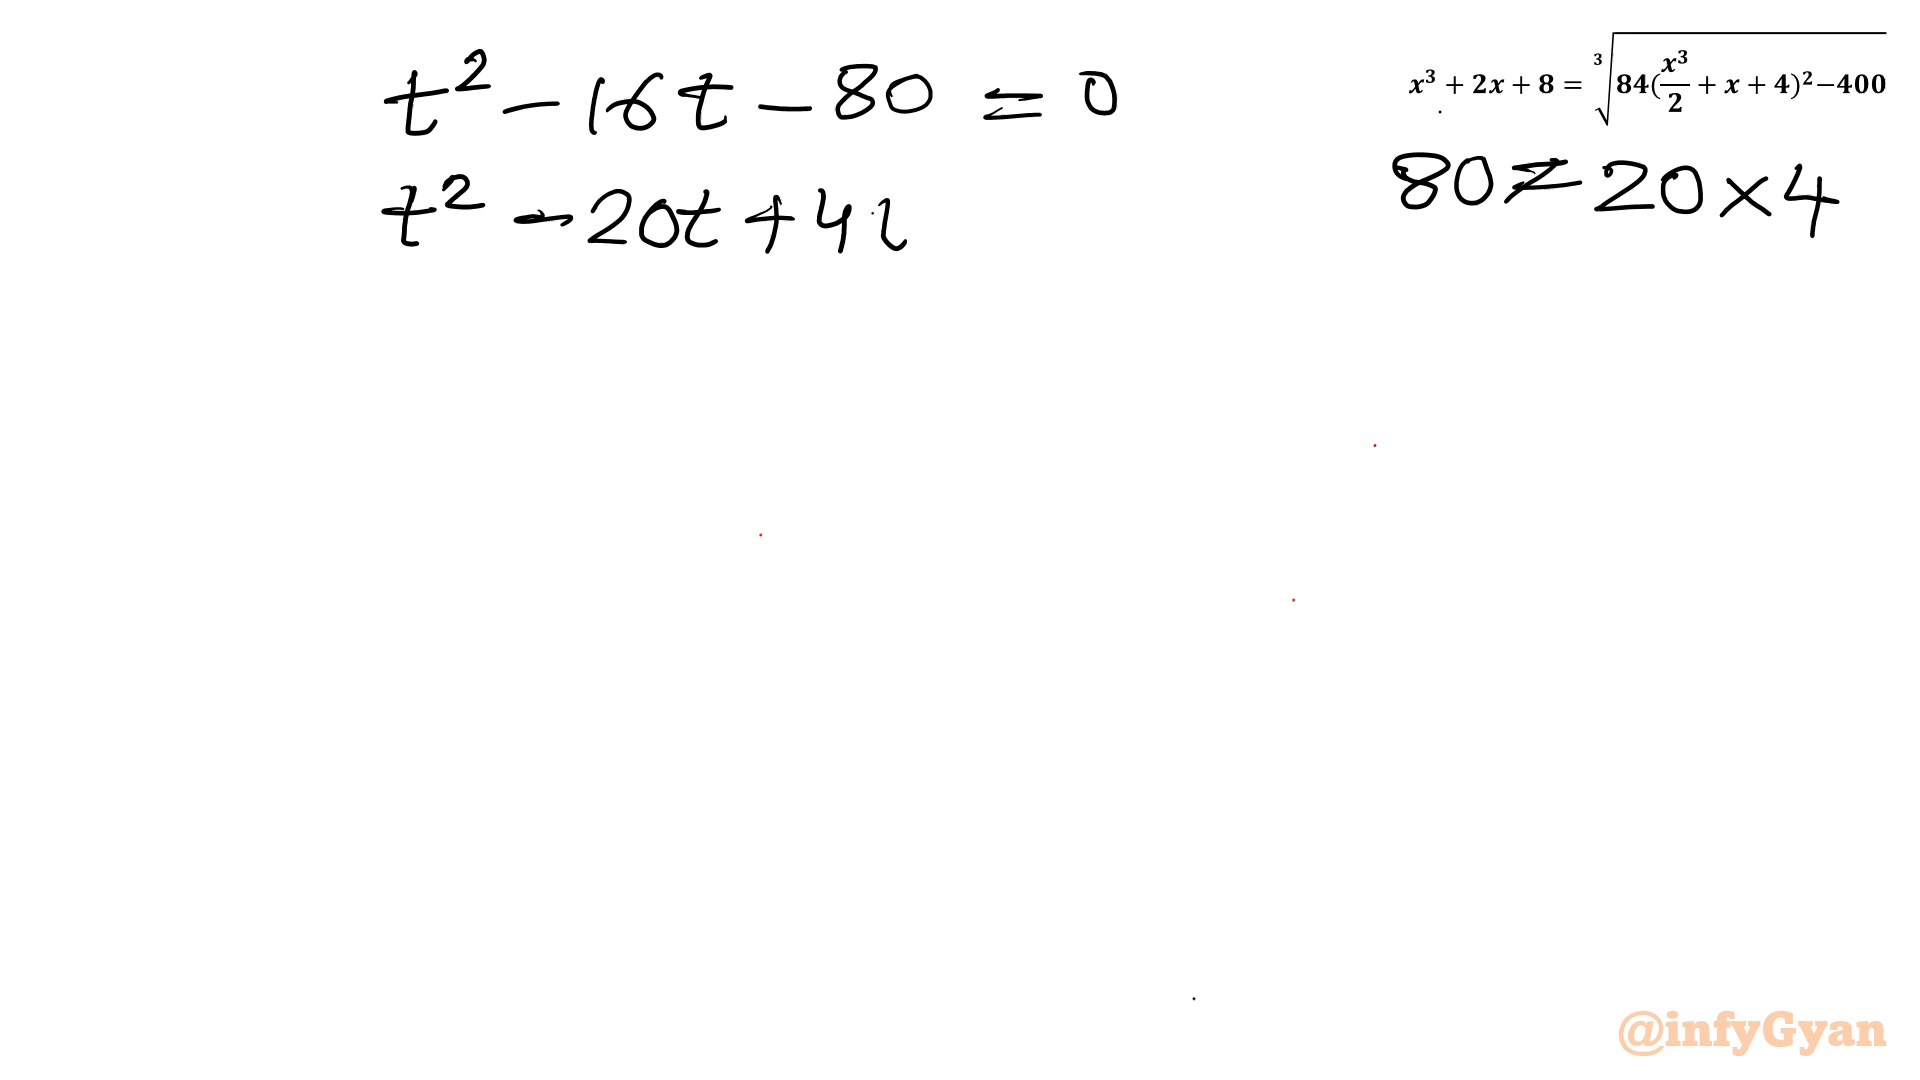 t² − 16t − 80 = 0
x³ + 2x + 8 = ∛(84(x³/2 + x + 4)² − 400)
80 = 20 × 4
t² − 20t + 4t
@infyGyan